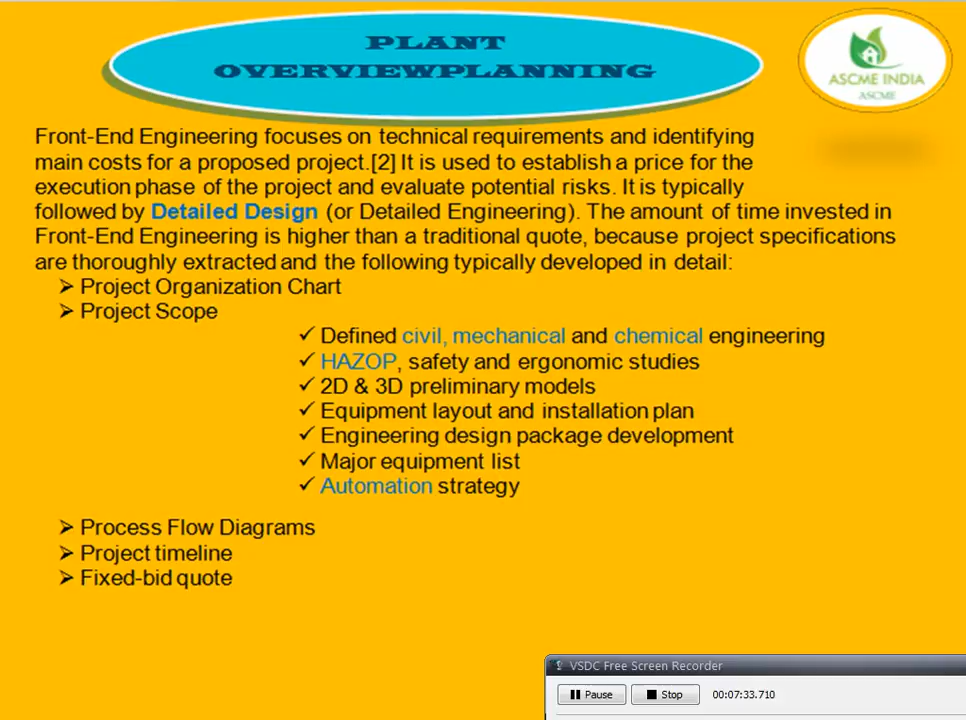 PLANT
OVERVIEWPLANNING
ASCME INDIA
ASCME
Front-End Engineering focuses on technical requirements and identifying
main costs for a proposed project.[2] It is used to establish a price for the
execution phase of the project and evaluate potential risks. It is typically
followed by Detailed Design (or Detailed Engineering). The amount of time invested in
Front-End Engineering is higher than a traditional quote, because project specifications
are thoroughly extracted and the following typically developed in detail:
➢ Project Organization Chart
➢ Project Scope
✓ Defined civil, mechanical and chemical engineering
✓ HAZOP, safety and ergonomic studies
✓ 2D & 3D preliminary models
✓ Equipment layout and installation plan
✓ Engineering design package development
✓ Major equipment list
✓ Automation strategy
➢ Process Flow Diagrams
➢ Project timeline
➢ Fixed-bid quote
VSDC Free Screen Recorder
Pause Stop 00:07:33.710